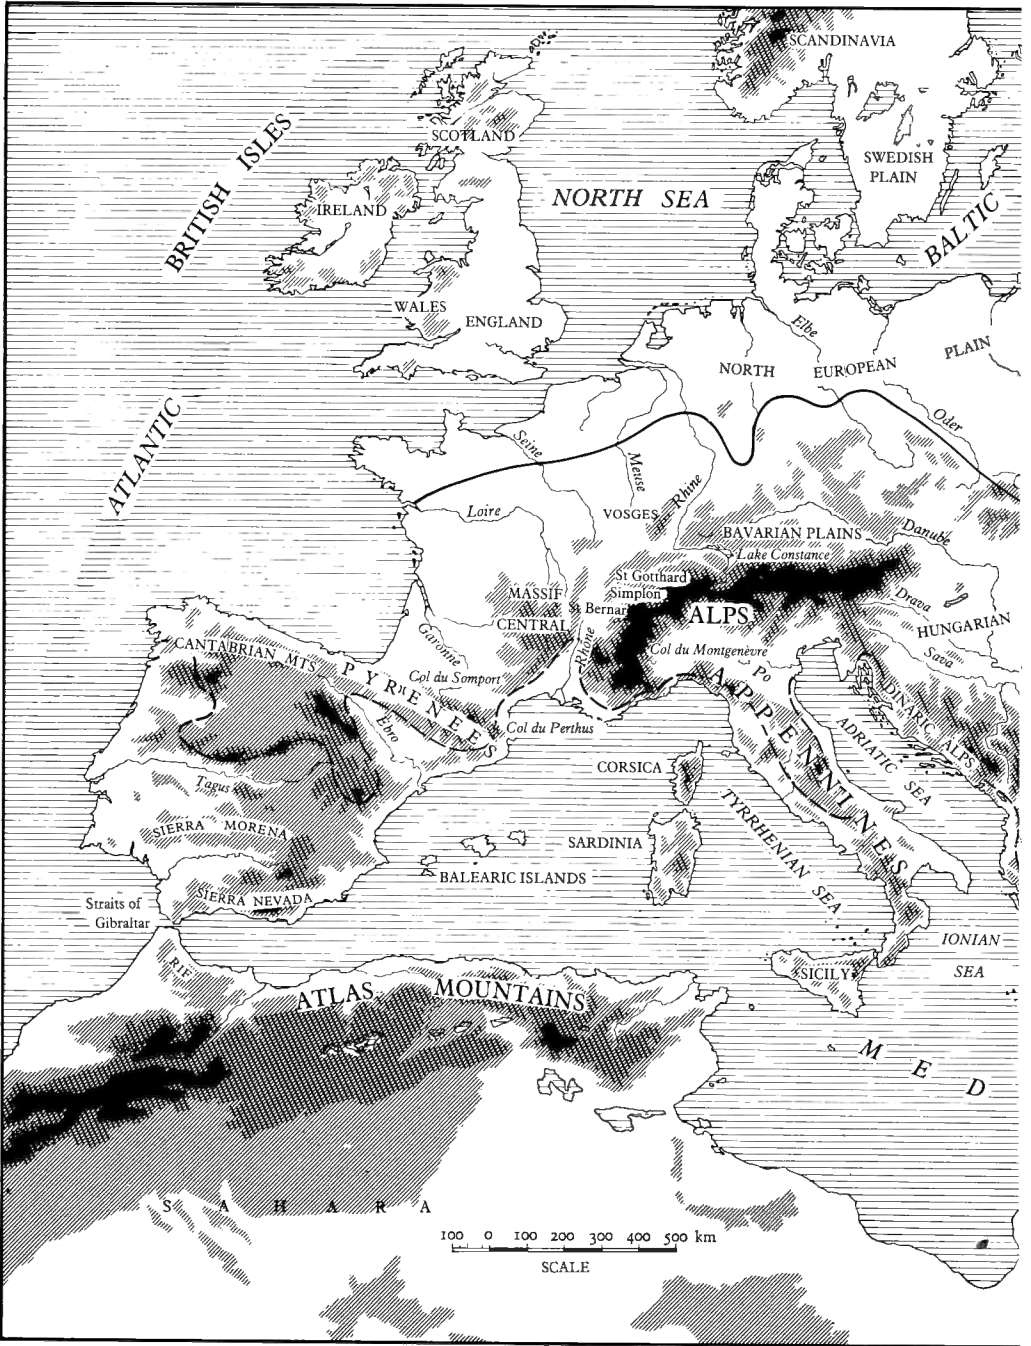 SCANDINAVIA
SCOTLAND
SWEDISH
PLAIN
BRITISH ISLES
NORTH SEA
IRELAND
BALTIC
WALES
ENGLAND
Elbe
NORTH EUROPEAN PLAIN
ATLANTIC
Oder
Seine
Meuse
Rhine
Loire
VOSGES
BAVARIAN PLAINS
Danube
Lake Constance
St Gotthard
Simplon
MASSIF
CENTRAL
St Bernard
ALPS
Drava
HUNGARIAN
Garonne
Rhône
CANTABRIAN MTS
PYRENEES
Col du Somport
Col du Montgenèvre
Po
Sava
APPENNINES
DINARIC ALPS
Ebro
Col du Perthus
ADRIATIC SEA
CORSICA
Tagus
TYRRHENIAN SEA
SIERRA MORENA
SARDINIA
BALEARIC ISLANDS
SIERRA NEVADA
Straits of
Gibraltar
IONIAN
SEA
RIF
SICILY
ATLAS MOUNTAINS
MED
SAHARA
100 0 100 200 300 400 500 km
SCALE